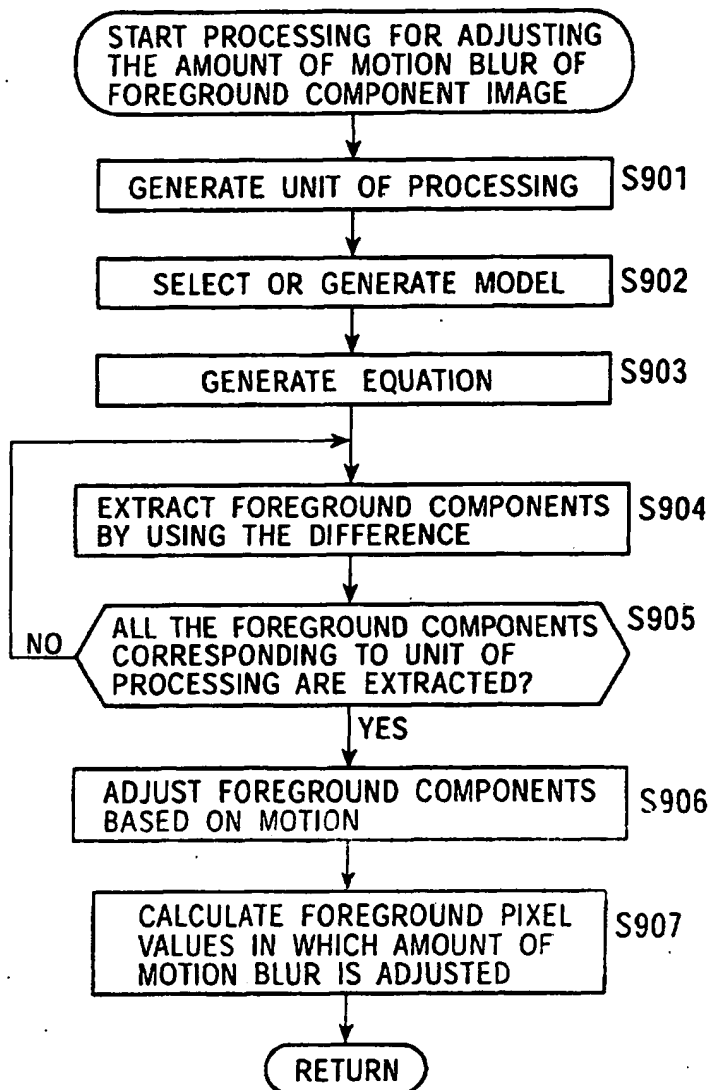 START PROCESSING FOR ADJUSTING
THE AMOUNT OF MOTION BLUR OF
FOREGROUND COMPONENT IMAGE
GENERATE UNIT OF PROCESSING
S901
SELECT OR GENERATE MODEL
S902
GENERATE EQUATION
S903
EXTRACT FOREGROUND COMPONENTS
BY USING THE DIFFERENCE
S904
ALL THE FOREGROUND COMPONENTS
CORRESPONDING TO UNIT OF
PROCESSING ARE EXTRACTED?
S905
NO
YES
ADJUST FOREGROUND COMPONENTS
BASED ON MOTION
S906
CALCULATE FOREGROUND PIXEL
VALUES IN WHICH AMOUNT OF
MOTION BLUR IS ADJUSTED
S907
RETURN